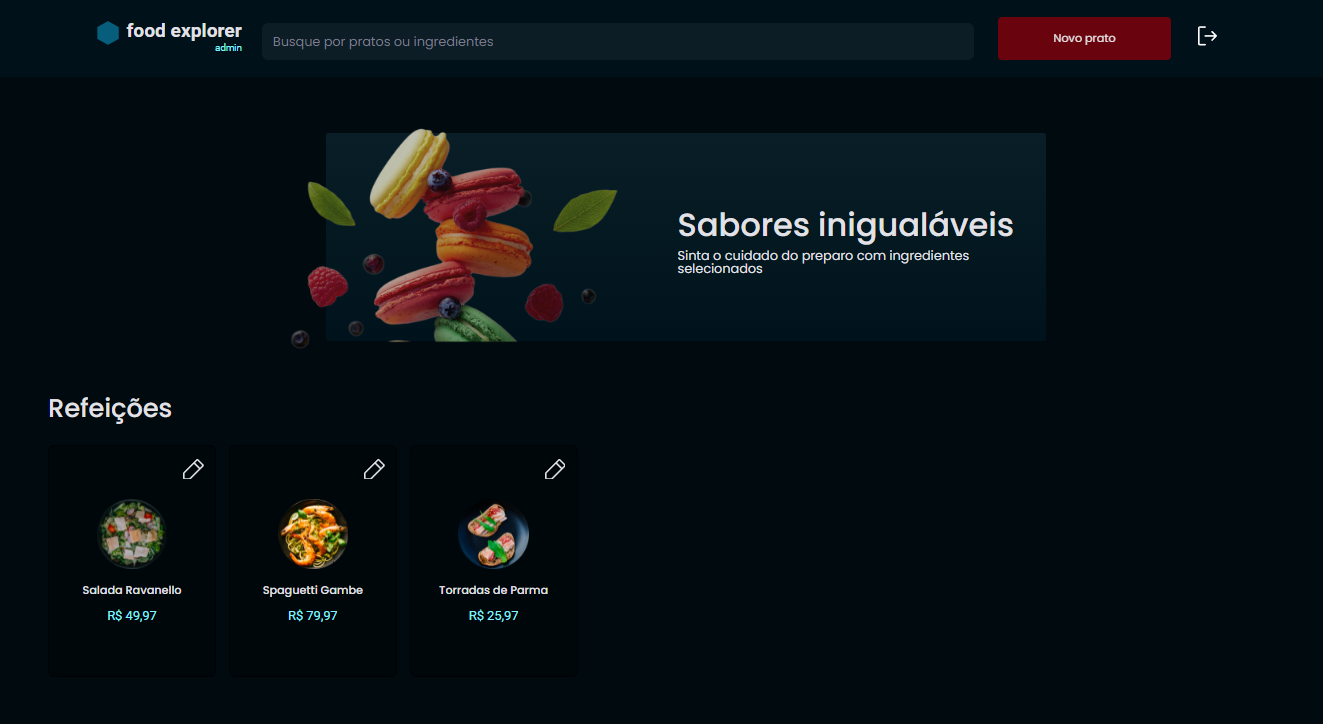 food explorer
admin
Busque por pratos ou ingredientes
Novo prato
Sabores inigualáveis
Sinta o cuidado do preparo com ingredientes
selecionados
Refeições
Salada Ravanello
R$ 49,97
Spaguetti Gambe
R$ 79,97
Torradas de Parma
R$ 25,97